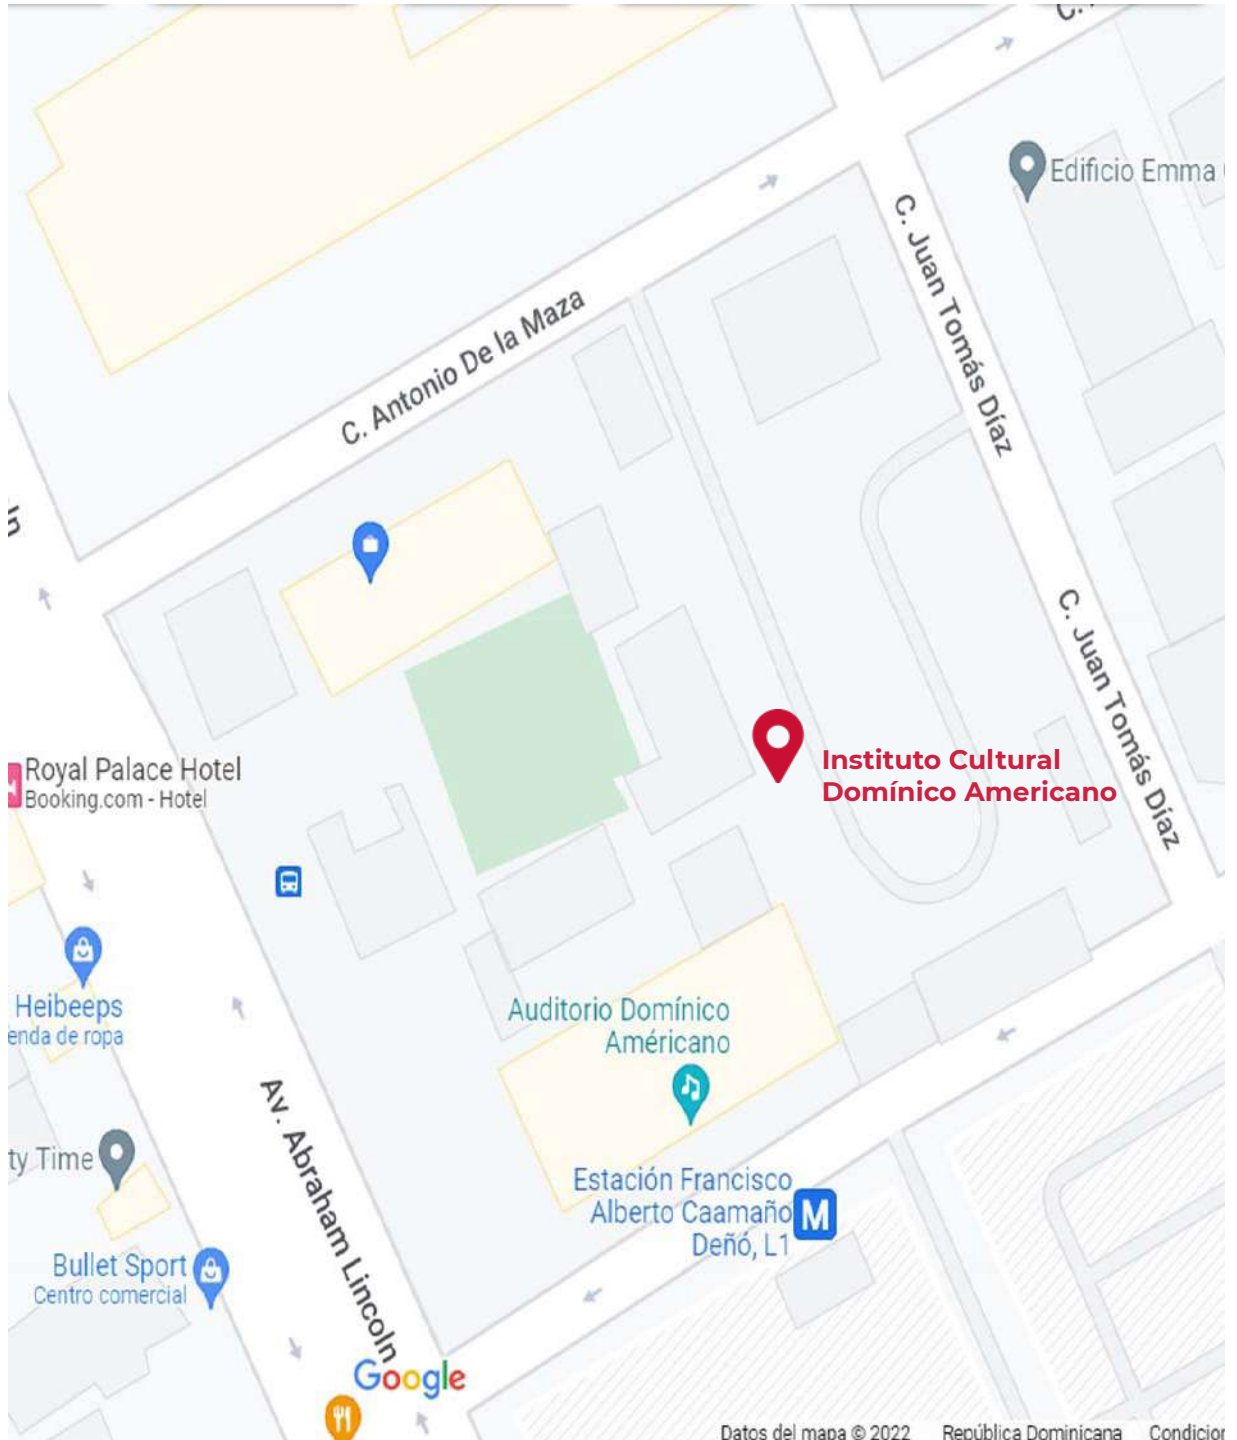 Edificio Emma
C. Juan Tomás Díaz
C. Antonio De la Maza
ln
C. Juan Tomás Díaz
Royal Palace Hotel
Booking.com - Hotel
Instituto Cultural
Domínico Americano
Heibeeps
enda de ropa
Auditorio Domínico
Américano
Av. Abraham Lincoln
ty Time
Estación Francisco
Alberto Caamaño
Deñó, L1
M
Bullet Sport
Centro comercial
Google
Datos del mapa © 2022 República Dominicana Condicion